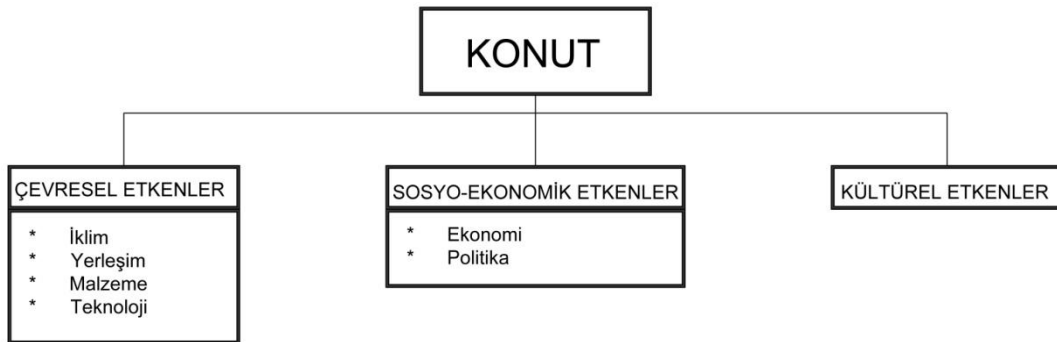 KONUT
ÇEVRESEL ETKENLER
* İklim
* Yerleşim
* Malzeme
* Teknoloji
SOSYO-EKONOMİK ETKENLER
* Ekonomi
* Politika
KÜLTÜREL ETKENLER